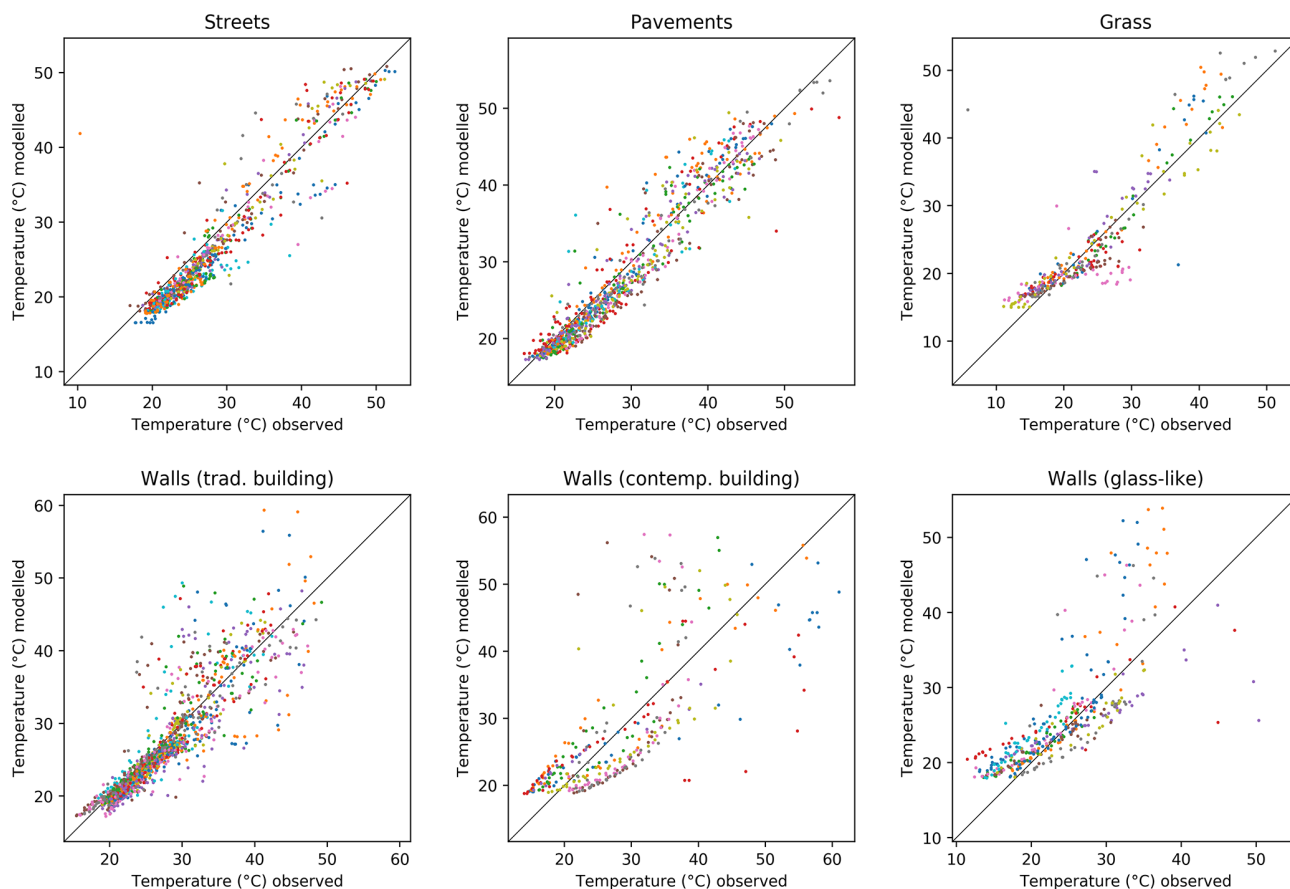 Streets
Pavements
Grass
Temperature (°C) modelled
50
40
30
20
10
10 20 30 40 50
Temperature (°C) observed
Temperature (°C) modelled
50
40
30
20
20 30 40 50
Temperature (°C) observed
Temperature (°C) modelled
50
40
30
20
10
10 20 30 40 50
Temperature (°C) observed
Walls (trad. building)
Walls (contemp. building)
Walls (glass-like)
Temperature (°C) modelled
60
50
40
30
20
20 30 40 50 60
Temperature (°C) observed
Temperature (°C) modelled
60
50
40
30
20
20 30 40 50 60
Temperature (°C) observed
Temperature (°C) modelled
50
40
30
20
10
10 20 30 40 50
Temperature (°C) observed